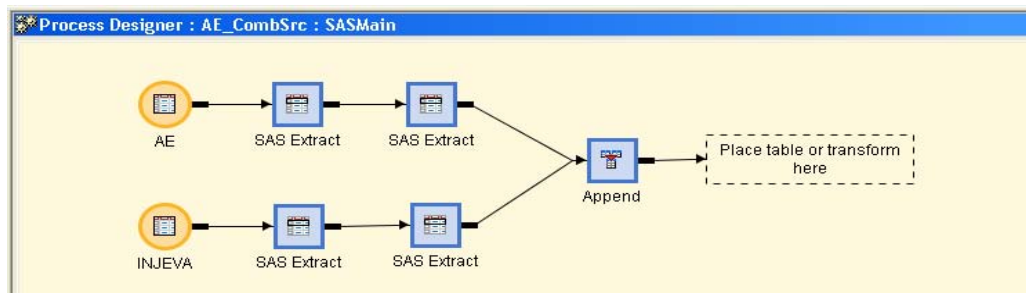 Process Designer : AE_CombSrc : SASMain
AE
SAS Extract
SAS Extract
Append
Place table or transform
here
INJEVA
SAS Extract
SAS Extract